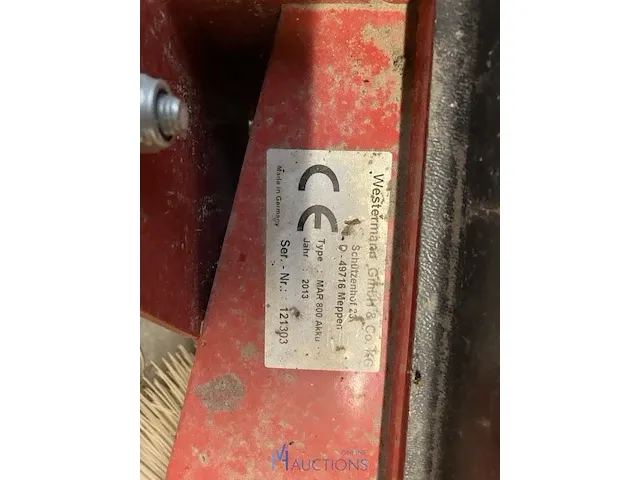 Westermann GmbH & Co. KG
Schützenhof 23
D - 49716 Meppen
CE
Type : MAR 800 Akku
Jahr : 2013
Made in Germany
Ser. - Nr.: 121303
ONLINE
AUCTIONS